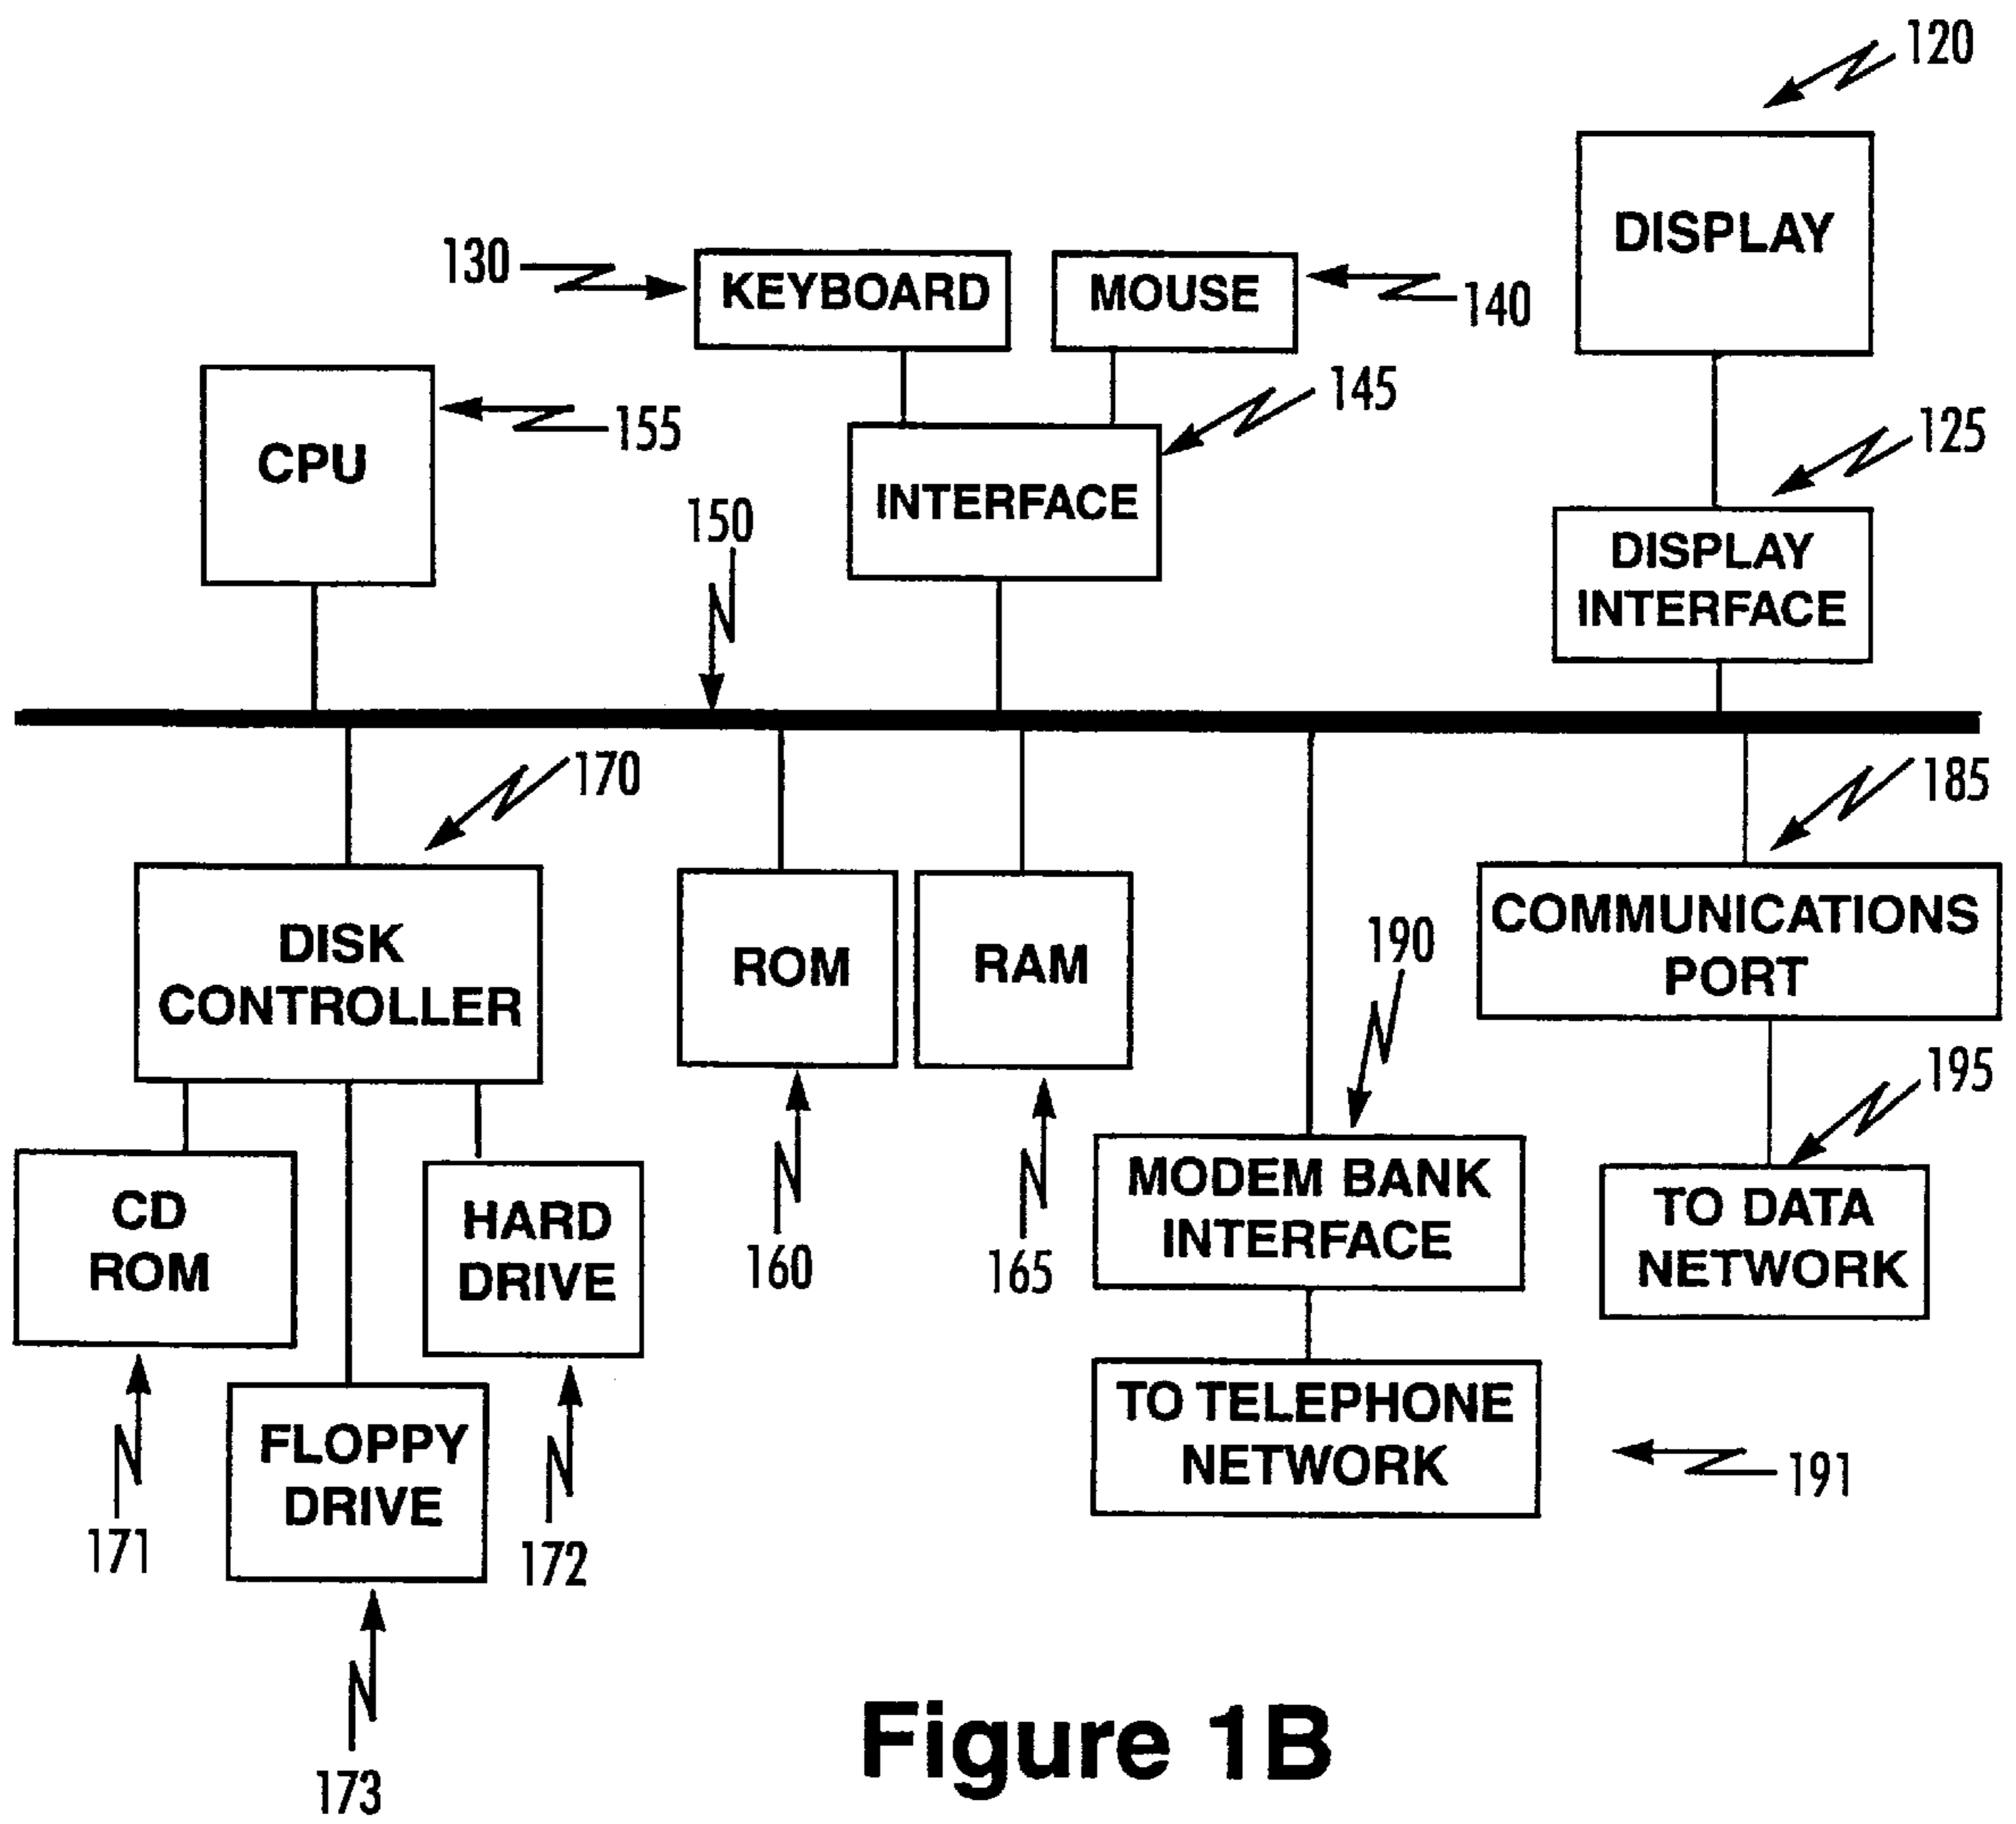 120
DISPLAY
130
KEYBOARD
MOUSE
140
145
CPU
155
INTERFACE
125
150
DISPLAY
INTERFACE
170
185
DISK
CONTROLLER
ROM
RAM
190
COMMUNICATIONS
PORT
195
CD
ROM
HARD
DRIVE
160
165
MODEM BANK
INTERFACE
TO DATA
NETWORK
FLOPPY
DRIVE
TO TELEPHONE
NETWORK
191
171
172
173
Figure 1B